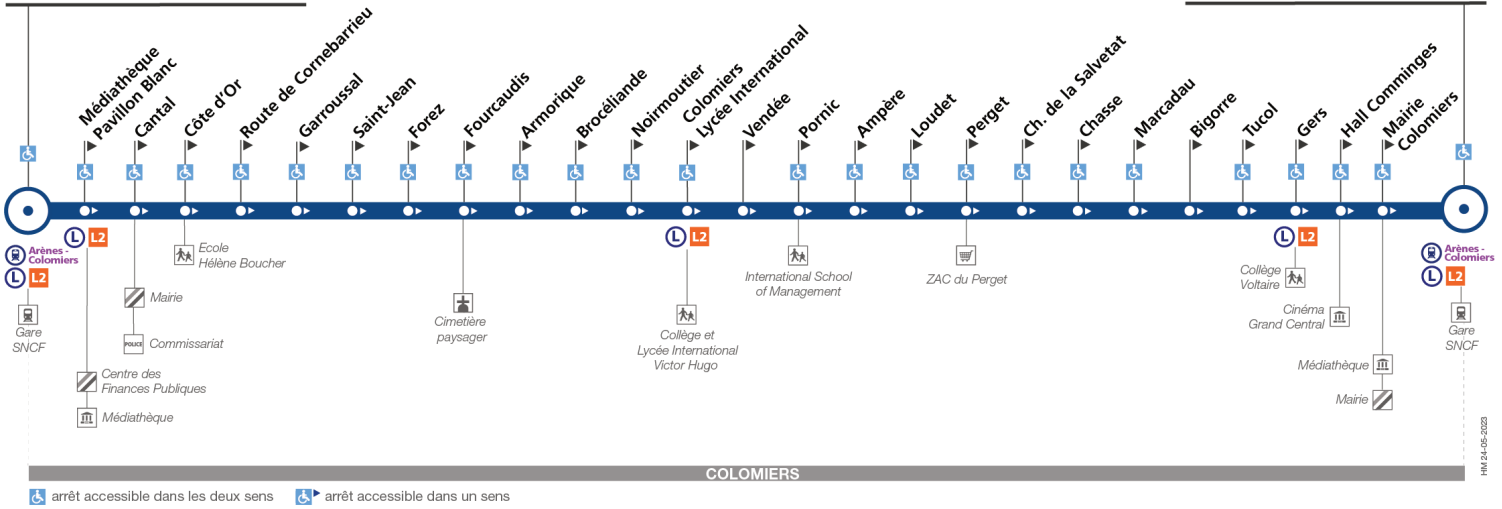 Médiathèque
Pavillon Blanc
Cantal
Côte d'Or
Route de Cornebarrieu
Garroussal
Saint-Jean
Forez
Fourcaudis
Armorique
Brocéliande
Noirmoutier
Colomiers
Lycée International
Vendée
Pornic
Ampère
Loudet
Perget
Ch. de la Salvetat
Chasse
Marcadau
Bigorre
Tucol
Gers
Hall Comminges
Mairie
Colomiers
Arènes -
Colomiers
L L2
Gare
SNCF
L L2
Centre des
Finances Publiques
Médiathèque
Mairie
POLICE Commissariat
Ecole
Hélène Boucher
Cimetière
paysager
L L2
Collège et
Lycée International
Victor Hugo
International School
of Management
ZAC du Perget
L L2
Collège
Voltaire
Cinéma
Grand Central
Médiathèque
Mairie
Arènes -
Colomiers
L L2
Gare
SNCF
HM 24-05-2023
COLOMIERS
arrêt accessible dans les deux sens
arrêt accessible dans un sens